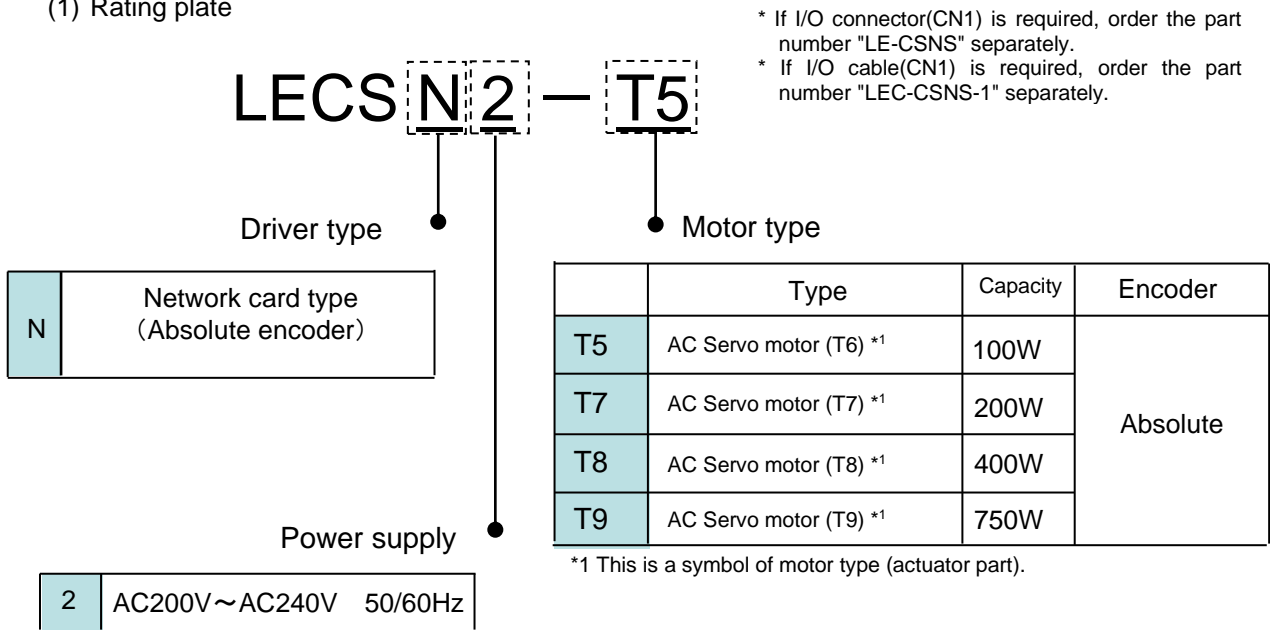 (1) Rating plate
* If I/O connector(CN1) is required, order the part
number "LE-CSNS" separately.
* If I/O cable(CN1) is required, order the part
number "LEC-CSNS-1" separately.
LECS N 2 — T5
Driver type
Motor type
N Network card type
（Absolute encoder）
Type Capacity Encoder
T5 AC Servo motor (T6) *1 100W
T7 AC Servo motor (T7) *1 200W
Absolute
T8 AC Servo motor (T8) *1 400W
T9 AC Servo motor (T9) *1 750W
Power supply
*1 This is a symbol of motor type (actuator part).
2 AC200V～AC240V 50/60Hz